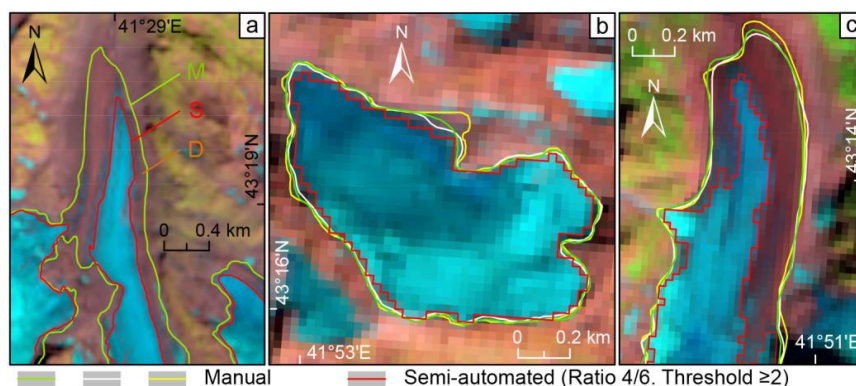 41°29'E
a
N
M
S
D
43°19'N
0 0.4 km
b
N
43°16'N
41°53'E
0 0.2 km
c
0 0.2 km
N
43°14'N
41°51'E
Manual
Semi-automated (Ratio 4/6. Threshold ≥2)